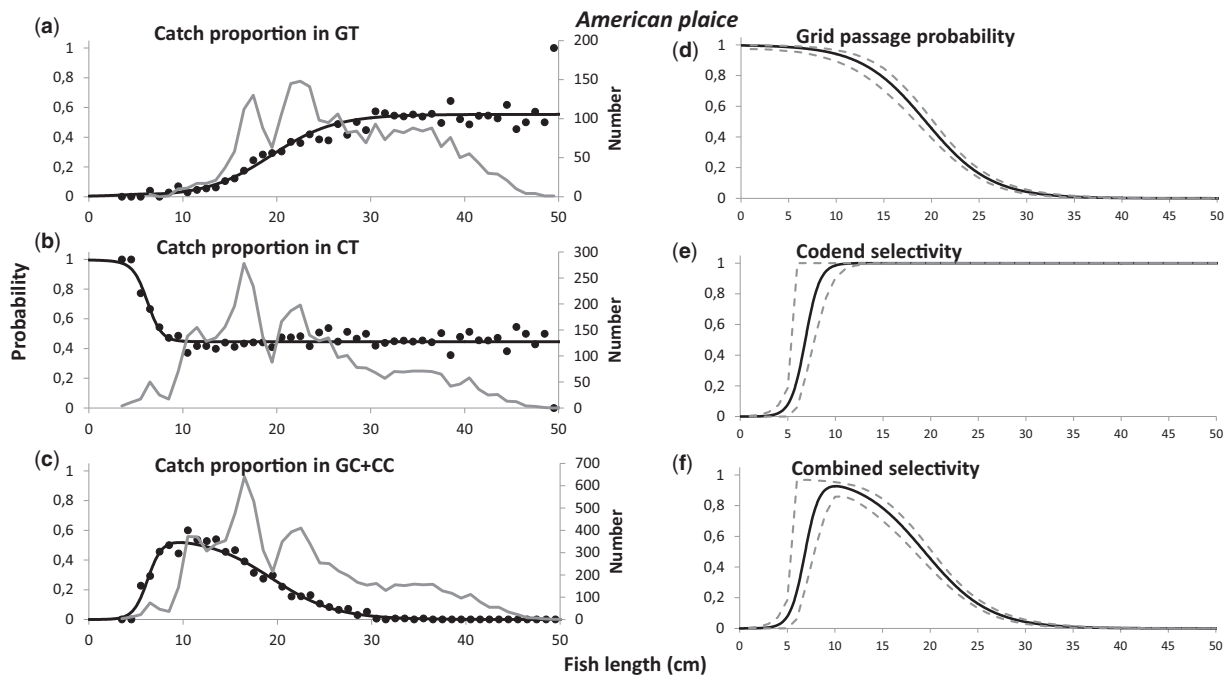 American plaice
(a)
Catch proportion in GT
1
0,8
0,6
0,4
0,2
0
200
150
100
50
0
Number
0 10 20 30 40 50
(b)
Catch proportion in CT
1
0,8
0,6
0,4
0,2
0
300
250
200
150
100
50
0
Probability
0 10 20 30 40 50
(c)
Catch proportion in GC+CC
1
0,8
0,6
0,4
0,2
0
700
600
500
400
300
200
100
0
Number
0 10 20 30 40 50
(d)
Grid passage probability
1
0,8
0,6
0,4
0,2
0
0 5 10 15 20 25 30 35 40 45 50
(e)
Codend selectivity
1
0,8
0,6
0,4
0,2
0
0 5 10 15 20 25 30 35 40 45 50
(f)
Combined selectivity
1
0,8
0,6
0,4
0,2
0
0 5 10 15 20 25 30 35 40 45 50
Fish length (cm)